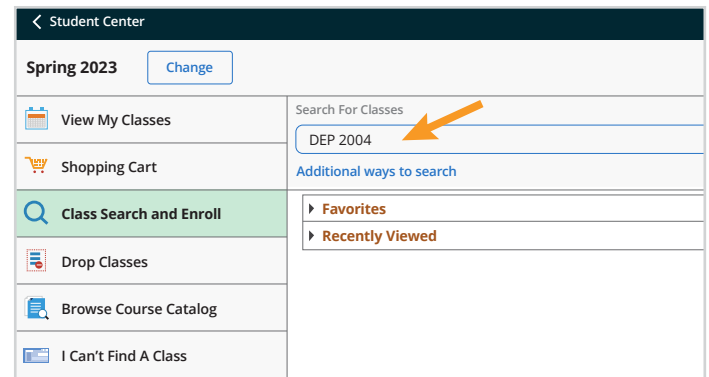 Student Center
Spring 2023
Change
View My Classes
Shopping Cart
Class Search and Enroll
Drop Classes
Browse Course Catalog
I Can't Find A Class
Search For Classes
DEP 2004
Additional ways to search
Favorites
Recently Viewed